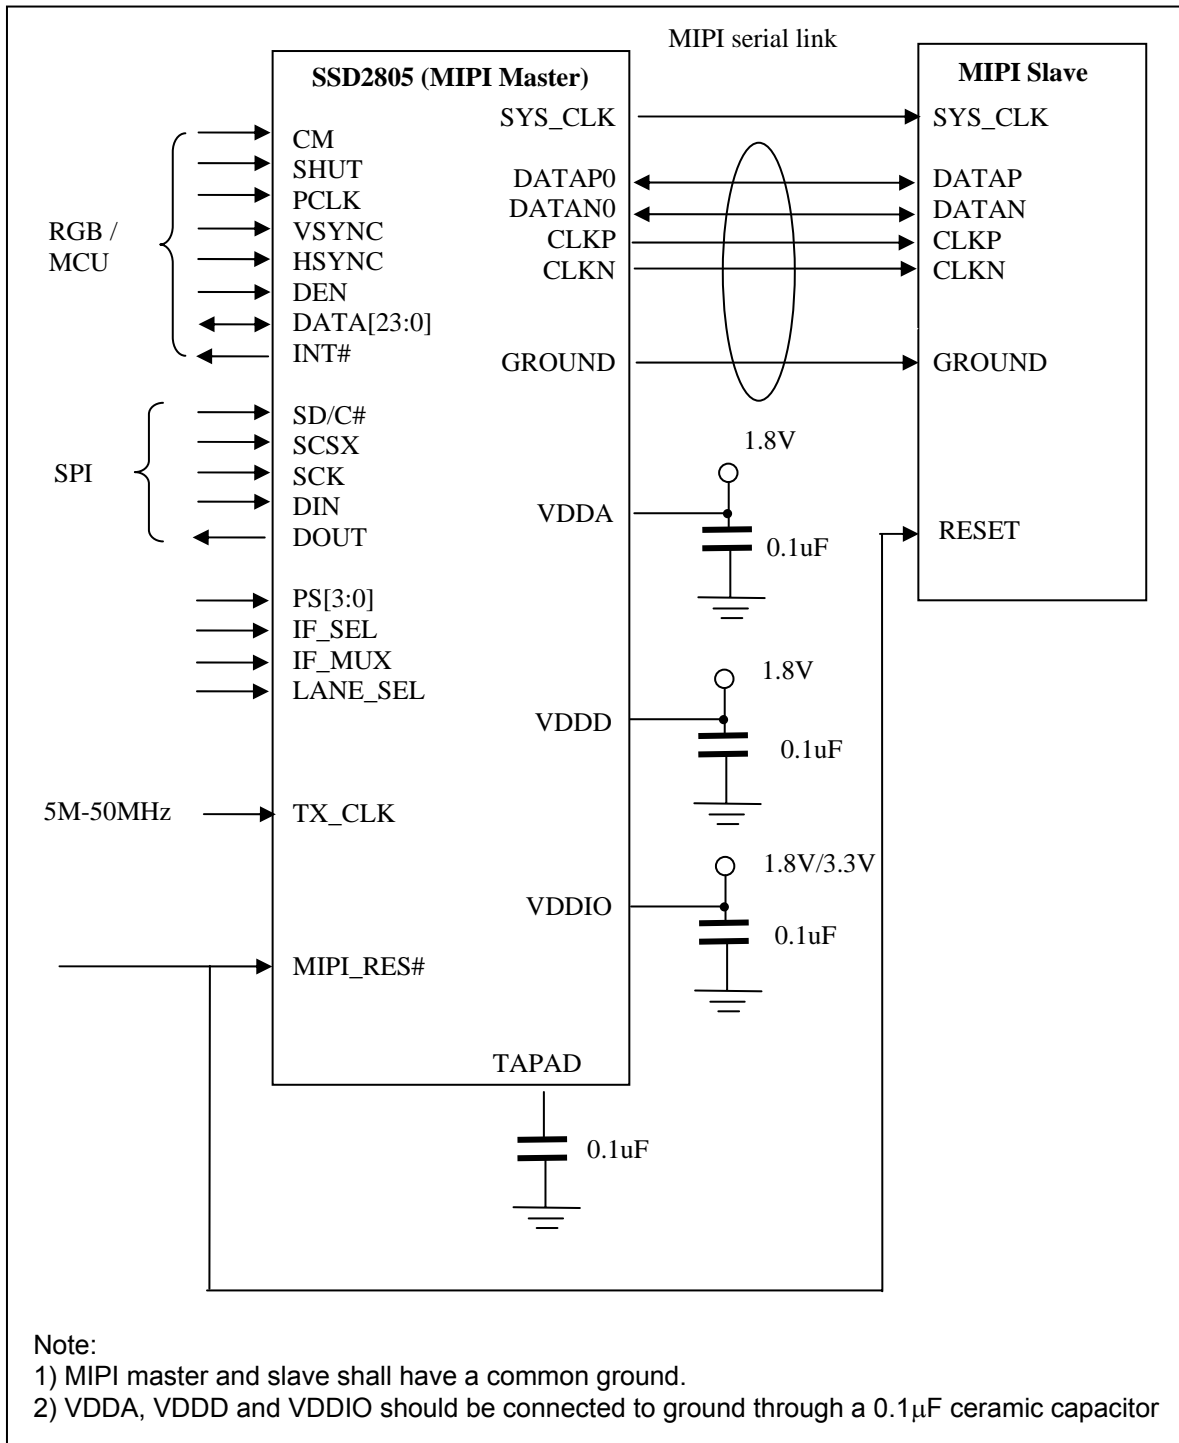 MIPI serial link
SSD2805 (MIPI Master)
MIPI Slave
RGB /
MCU
CM
SHUT
PCLK
VSYNC
HSYNC
DEN
DATA[23:0]
INT#
SPI
SD/C#
SCSX
SCK
DIN
DOUT
PS[3:0]
IF_SEL
IF_MUX
LANE_SEL
5M-50MHz
TX_CLK
MIPI_RES#
SYS_CLK
DATAP0
DATAN0
CLKP
CLKN
GROUND
SYS_CLK
DATAP
DATAN
CLKP
CLKN
GROUND
RESET
VDDA
1.8V
0.1uF
VDDD
1.8V
0.1uF
VDDIO
1.8V/3.3V
0.1uF
TAPAD
0.1uF
Note:
1) MIPI master and slave shall have a common ground.
2) VDDA, VDDD and VDDIO should be connected to ground through a 0.1μF ceramic capacitor